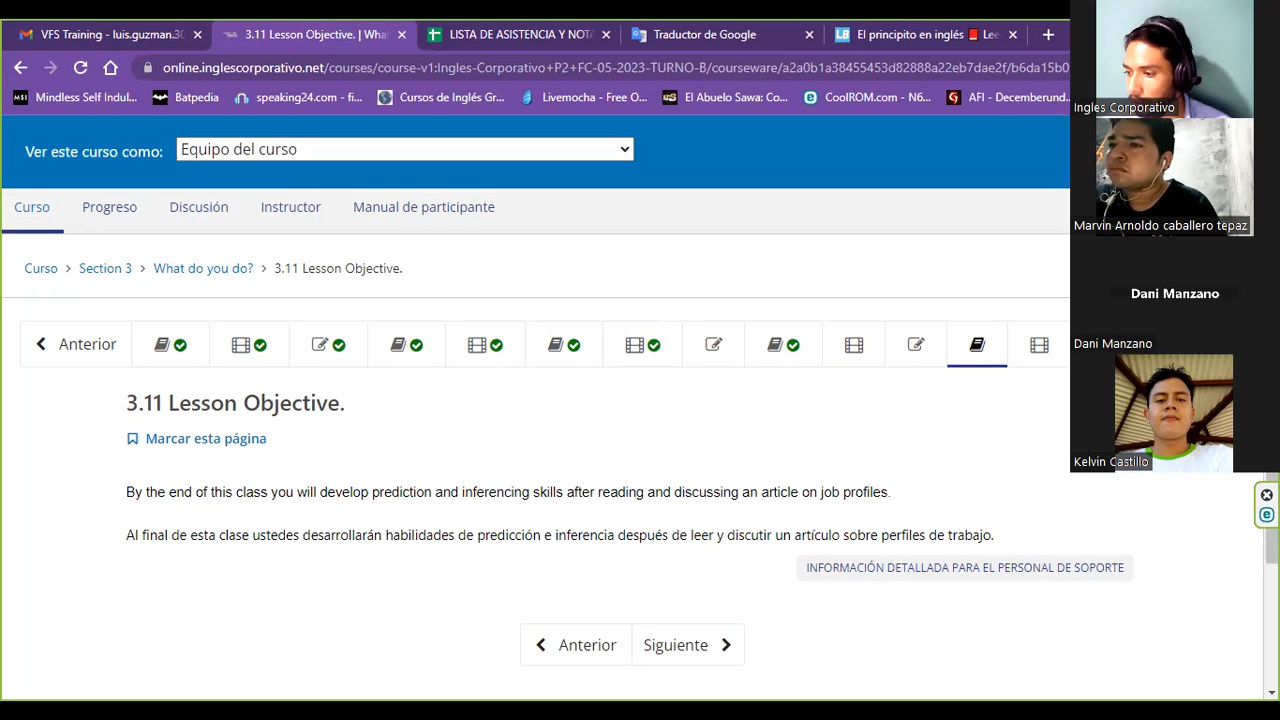 VFS Training - luis.guzman.30
3.11 Lesson Objective. | Wha
LISTA DE ASISTENCIA Y NOTA
Traductor de Google
El principito en inglés 📕 Lee
online.inglescorporativo.net/courses/course-v1:Ingles-Corporativo+P2+FC-05-2023-TURNO-B/courseware/a2a0b1a38455453d82888a22eb7dae2f/b6da15b0
Mindless Self Indul...
Batpedia
speaking24.com - fi...
Cursos de Inglés Gr...
Livemocha - Free O...
El Abuelo Sawa: Co...
CoolROM.com - N6...
AFI - Decemberund
Ver este curso como:
Equipo del curso
Curso
Progreso
Discusión
Instructor
Manual de participante
Curso > Section 3 > What do you do? > 3.11 Lesson Objective.
Anterior
3.11 Lesson Objective.
Marcar esta página
By the end of this class you will develop prediction and inferencing skills after reading and discussing an article on job profiles.
Al final de esta clase ustedes desarrollarán habilidades de predicción e inferencia después de leer y discutir un artículo sobre perfiles de trabajo.
INFORMACIÓN DETALLADA PARA EL PERSONAL DE SOPORTE
Anterior
Siguiente
Ingles Corporativo
Marvin Arnoldo caballero tepaz
Dani Manzano
Dani Manzano
Kelvin Castillo